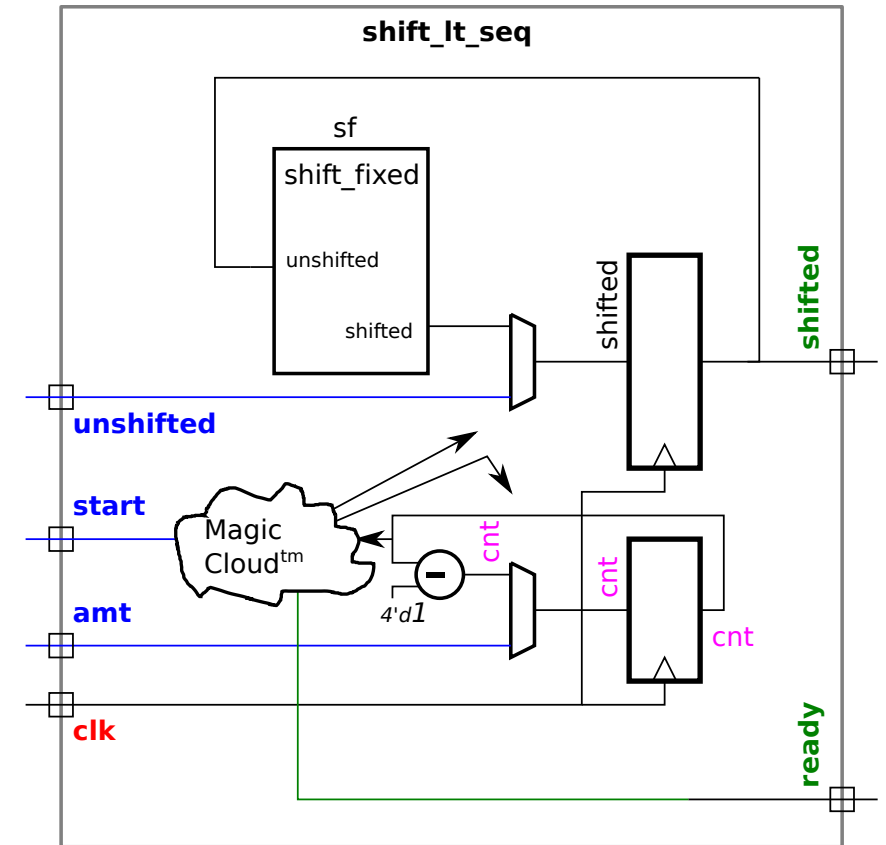 shift_lt_seq
sf
shift_fixed
unshifted
shifted
shifted
shifted
unshifted
start
Magic
Cloudtm
cnt
cnt
4'd1
amt
cnt
clk
ready